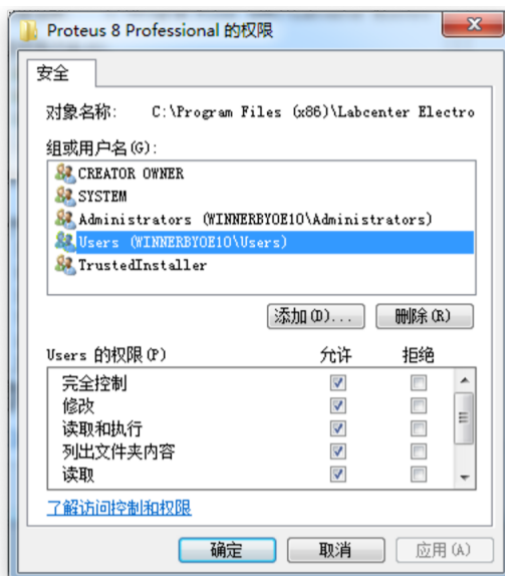 Proteus 8 Professional 的权限
安全
对象名称: C:\Program Files (x86)\Labcenter Electro
组或用户名(G):
CREATOR OWNER
SYSTEM
Administrators (WINNERBYOE10\Administrators)
Users (WINNERBYOE10\Users)
TrustedInstaller
添加(D)... 删除(R)
Users 的权限(P) 允许 拒绝
完全控制
修改
读取和执行
列出文件夹内容
读取
了解访问控制和权限
确定 取消 应用(A)